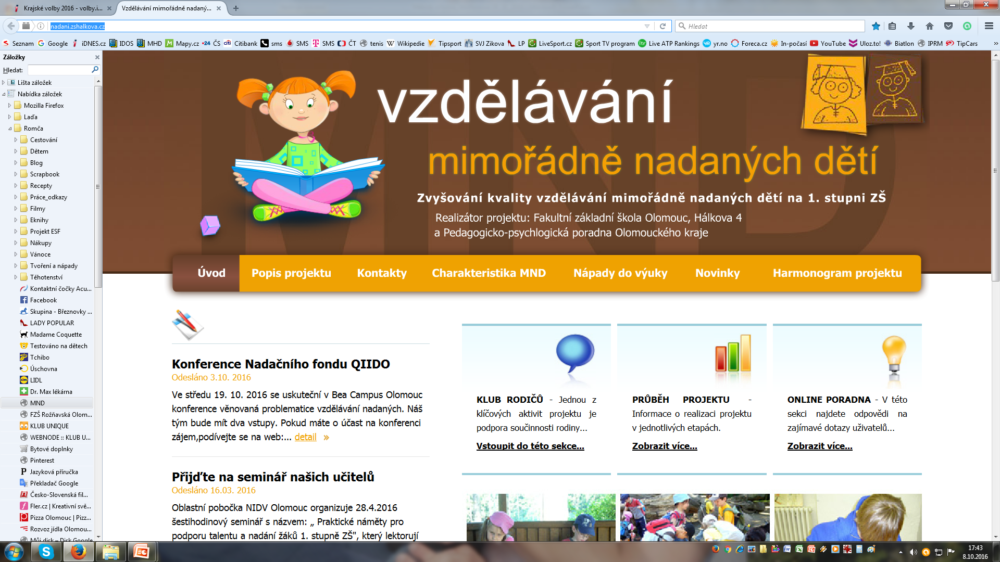 Krajské volby 2016 - volby.i...
Vzdělávání mimořádně nadaný...
nadani.zshalkova.cz
Hledat
Seznam Google iDNES.cz IDOS MHD Mapy.cz ČS Citibank sms SMS SMS ČT tenis Wikipedie Tipsport SVJ Zikova LP LiveSport.cz Sport TV program Live ATP Rankings yr.no Foreca.cz In-počasí YouTube Uloz.to! Biatlon IPRM TipCars
Záložky
Hledat:
Lišta záložek
Nabídka záložek
Mozilla Firefox
Laďa
Romča
Cestování
Dětem
Blog
Scrapbook
Recepty
Práce_odkazy
Filmy
Eknihy
Projekt ESF
Nákupy
Vánoce
Tvoření a nápady
Těhotenství
Kontaktní čočky Acu...
Facebook
Skupina - Březnovky ...
LADY POPULAR
Madame Coquette
Testováno na dětech
Tchibo
Úschovna
LIDL
Dr. Max lékárna
MND
FZŠ Rožňavská Olom...
KLUB UNIQUE
WEBNODE :: KLUB U...
Bytové doplnky
Pinterest
Jazyková příručka
Překladač Google
Česko-Slovenská fil...
Fler.cz | Kreativní svě...
Pizza Olomouc | Pizz...
Rozvoz jídla Olomou...
Můj disk – Disk Google
vzdělávání
mimořádně nadaných dětí
Zvyšování kvality vzdělávání mimořádně nadaných dětí na 1. stupni ZŠ
Realizátor projektu: Fakultní základní škola Olomouc, Hálkova 4
a Pedagogicko-psychlogická poradna Olomouckého kraje
Úvod Popis projektu Kontakty Charakteristika MND Nápady do výuky Novinky Harmonogram projektu
Konference Nadačního fondu QIIDO
Odesláno 3.10. 2016
Ve středu 19. 10. 2016 se uskuteční v Bea Campus Olomouc
konference věnovaná problematice vzdělávání nadaných. Náš
tým bude mít dva vstupy. Pokud máte o účast na konferenci
zájem,podívejte se na web:... detail »
Přijďte na seminář našich učitelů
Odesláno 16.03. 2016
Oblastní pobočka NIDV Olomouc organizuje 28.4.2016
šestihodinový seminář s názvem: „ Praktické náměty pro
podporu talentu a nadání žáků 1. stupně ZŠ", který lektorují
KLUB RODIČŮ - Jednou z
klíčových aktivit projektu je
podpora součinnosti rodiny...
Vstoupit do této sekce...
PRŮBĚH PROJEKTU -
Informace o realizaci projektu
v jednotlivých etapách.
Zobrazit více...
ONLINE PORADNA - V této
sekci najdete odpovědi na
zajímavé dotazy uživatelů...
Zobrazit více...
17:43
8.10.2016